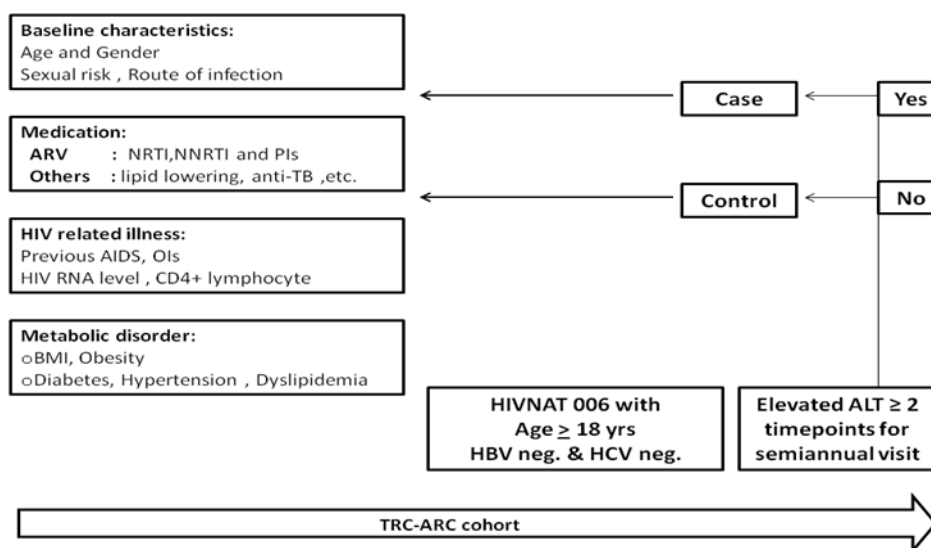 Baseline characteristics:
Age and Gender
Sexual risk , Route of infection
Case
Yes
Medication:
ARV : NRTI,NNRTI and PIs
Others : lipid lowering, anti-TB ,etc.
Control
No
HIV related illness:
Previous AIDS, OIs
HIV RNA level , CD4+ lymphocyte
Metabolic disorder:
oBMI, Obesity
oDiabetes, Hypertension , Dyslipidemia
HIVNAT 006 with
Age ≥ 18 yrs
HBV neg. & HCV neg.
Elevated ALT ≥ 2
timepoints for
semiannual visit
TRC-ARC cohort